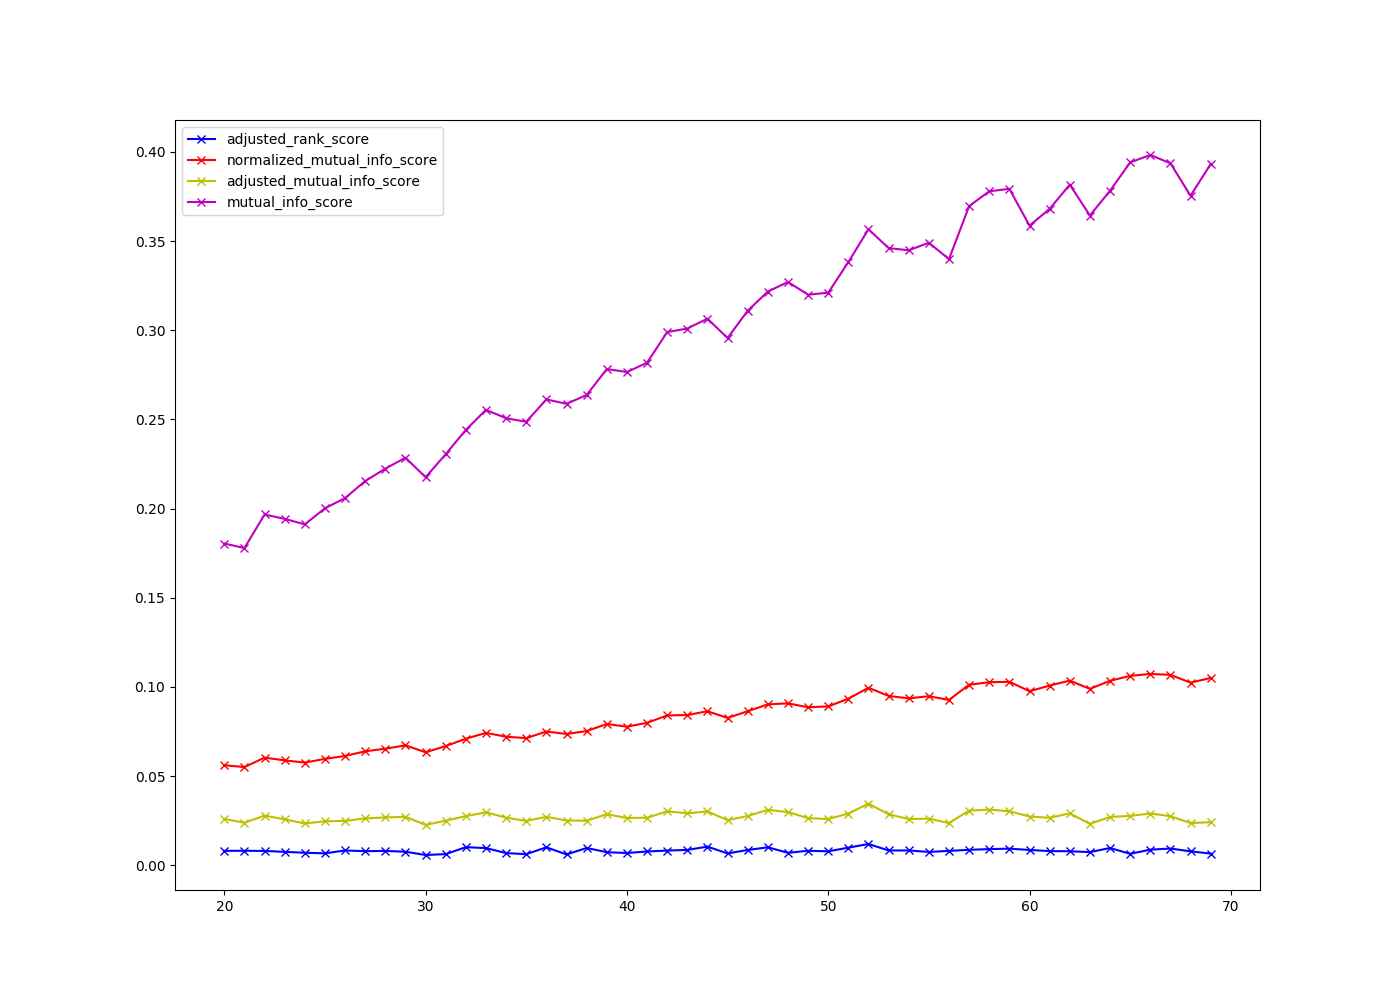 adjusted_rank_score
normalized_mutual_info_score
adjusted_mutual_info_score
mutual_info_score
0.40
0.35
0.30
0.25
0.20
0.15
0.10
0.05
0.00
20 30 40 50 60 70